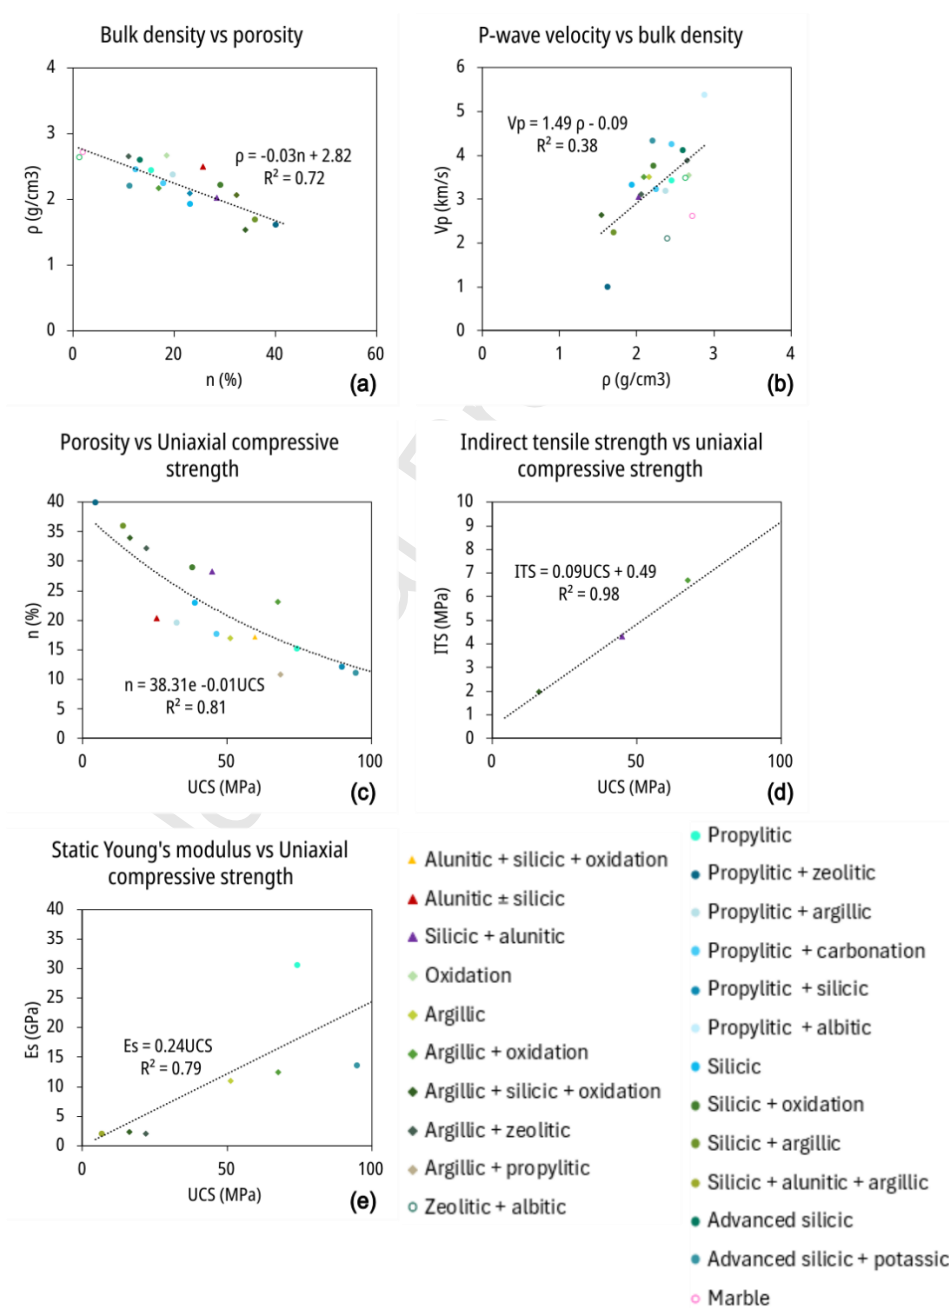 Bulk density vs porosity
4
3
2
1
0
ρ (g/cm3)
ρ = -0.03n + 2.82
R² = 0.72
0
20
40
60
n (%)
(a)
P-wave velocity vs bulk density
6
5
4
3
2
1
0
Vp (km/s)
Vp = 1.49 ρ - 0.09
R² = 0.38
0
1
2
3
4
ρ (g/cm3)
(b)
Porosity vs Uniaxial compressive
strength
40
35
30
25
20
15
10
5
0
n (%)
n = 38.31e -0.01UCS
R² = 0.81
0
50
100
UCS (MPa)
(c)
Indirect tensile strength vs uniaxial
compressive strength
10
9
8
7
6
5
4
3
2
1
0
ITS (MPa)
ITS = 0.09UCS + 0.49
R² = 0.98
0
50
100
UCS (MPa)
(d)
Static Young's modulus vs Uniaxial
compressive strength
40
35
30
25
20
15
10
5
0
Es (GPa)
Es = 0.24UCS
R² = 0.79
0
50
100
UCS (MPa)
(e)
Alunitic + silicic + oxidation
Alunitic ± silicic
Silicic + alunitic
Oxidation
Argillic
Argillic + oxidation
Argillic + silicic + oxidation
Argillic + zeolitic
Argillic + propylitic
Zeolitic + albitic
Propylitic
Propylitic + zeolitic
Propylitic + argillic
Propylitic + carbonation
Propylitic + silicic
Propylitic + albitic
Silicic
Silicic + oxidation
Silicic + argillic
Silicic + alunitic + argillic
Advanced silicic
Advanced silicic + potassic
Marble